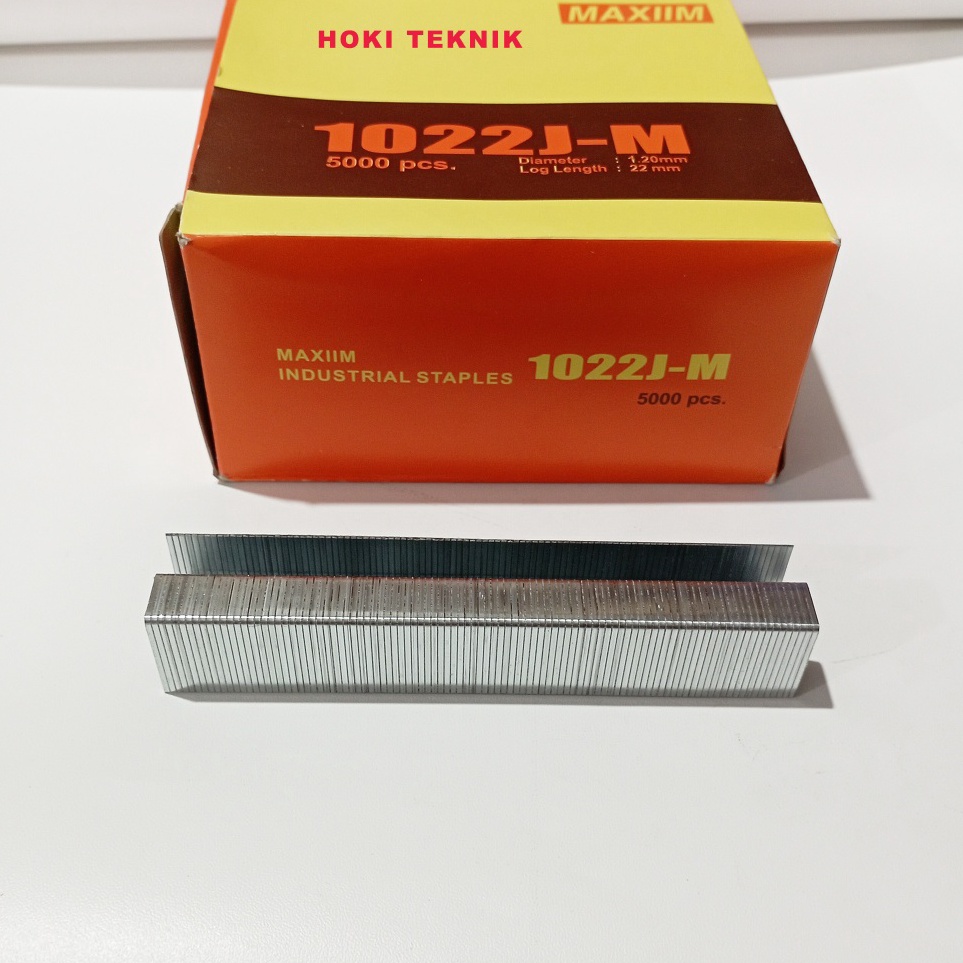 MAXIIM
HOKI TEKNIK
1022J-M
5000 pcs.
Diameter : 1.20mm
Log Length : 22 mm
MAXIIM
INDUSTRIAL STAPLES
1022J-M
5000 pcs.